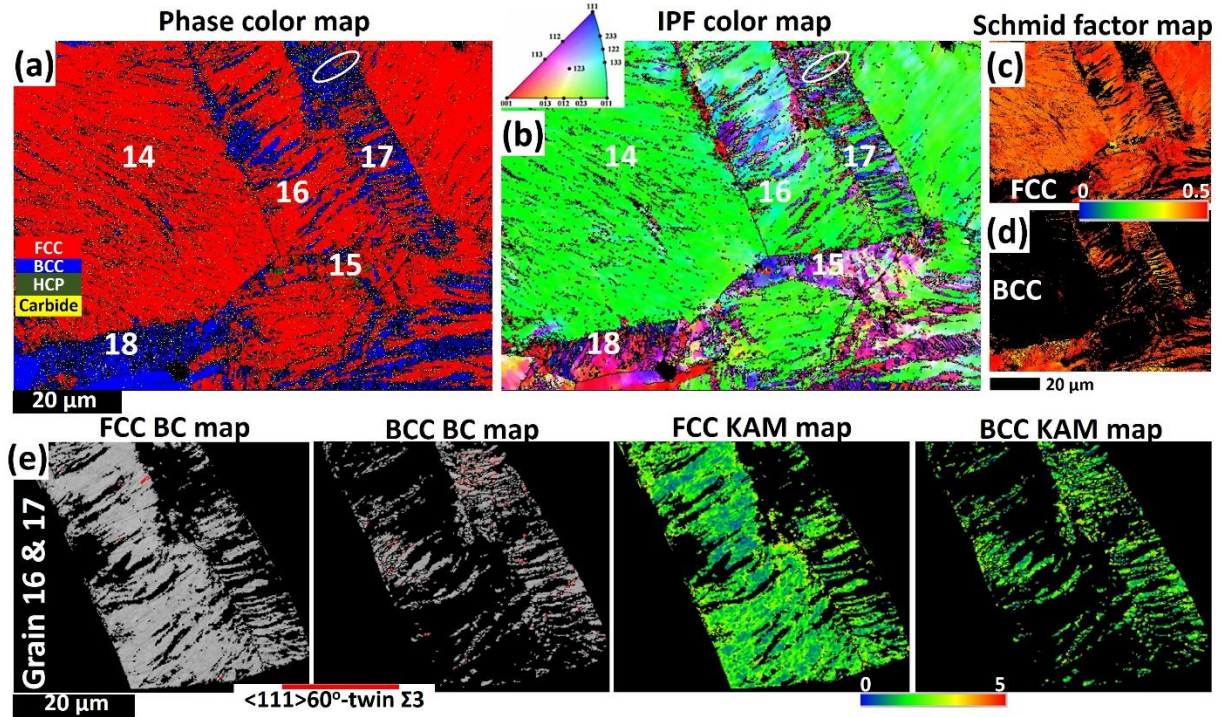 Phase color map
IPF color map
Schmid factor map
(a)
14
16
17
15
18
FCC
BCC
HCP
Carbide
20 µm
111
112
233
122
133
113
123
001
013
012
023
011
(b)
14
16
17
15
18
(c)
FCC
0
0.5
(d)
BCC
20 µm
(e)
FCC BC map
BCC BC map
FCC KAM map
BCC KAM map
Grain 16 & 17
20 µm
<111>60°-twin Σ3
0
5